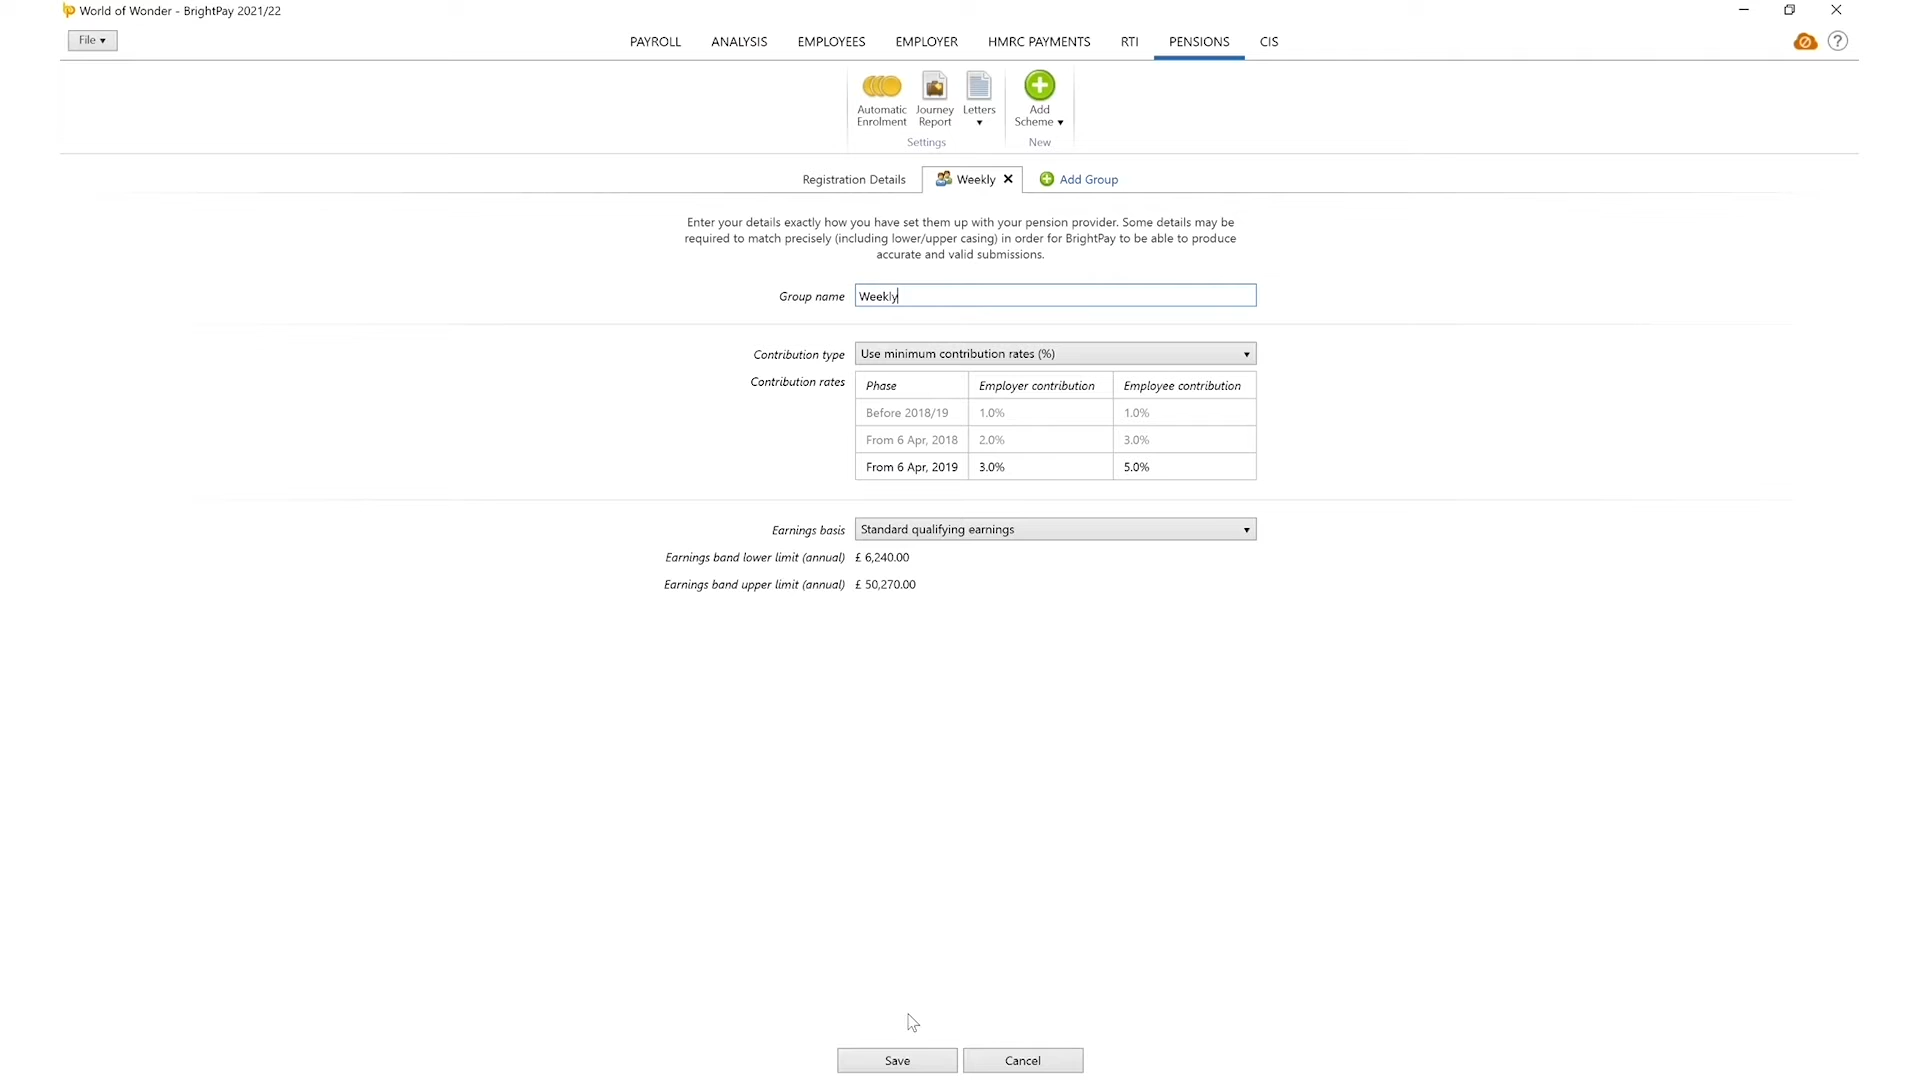 World of Wonder - BrightPay 2021/22
File
PAYROLL ANALYSIS EMPLOYEES EMPLOYER HMRC PAYMENTS RTI PENSIONS CIS
Automatic Enrolment
Journey Report
Letters
Settings
Add Scheme
New
Registration Details Weekly Add Group
Enter your details exactly how you have set them up with your pension provider. Some details may be
required to match precisely (including lower/upper casing) in order for BrightPay to be able to produce
accurate and valid submissions.
Group name Weekly
Contribution type Use minimum contribution rates (%)
Contribution rates Phase Employer contribution Employee contribution
Before 2018/19 1.0% 1.0%
From 6 Apr, 2018 2.0% 3.0%
From 6 Apr, 2019 3.0% 5.0%
Earnings basis Standard qualifying earnings
Earnings band lower limit (annual) £ 6,240.00
Earnings band upper limit (annual) £ 50,270.00
Save Cancel